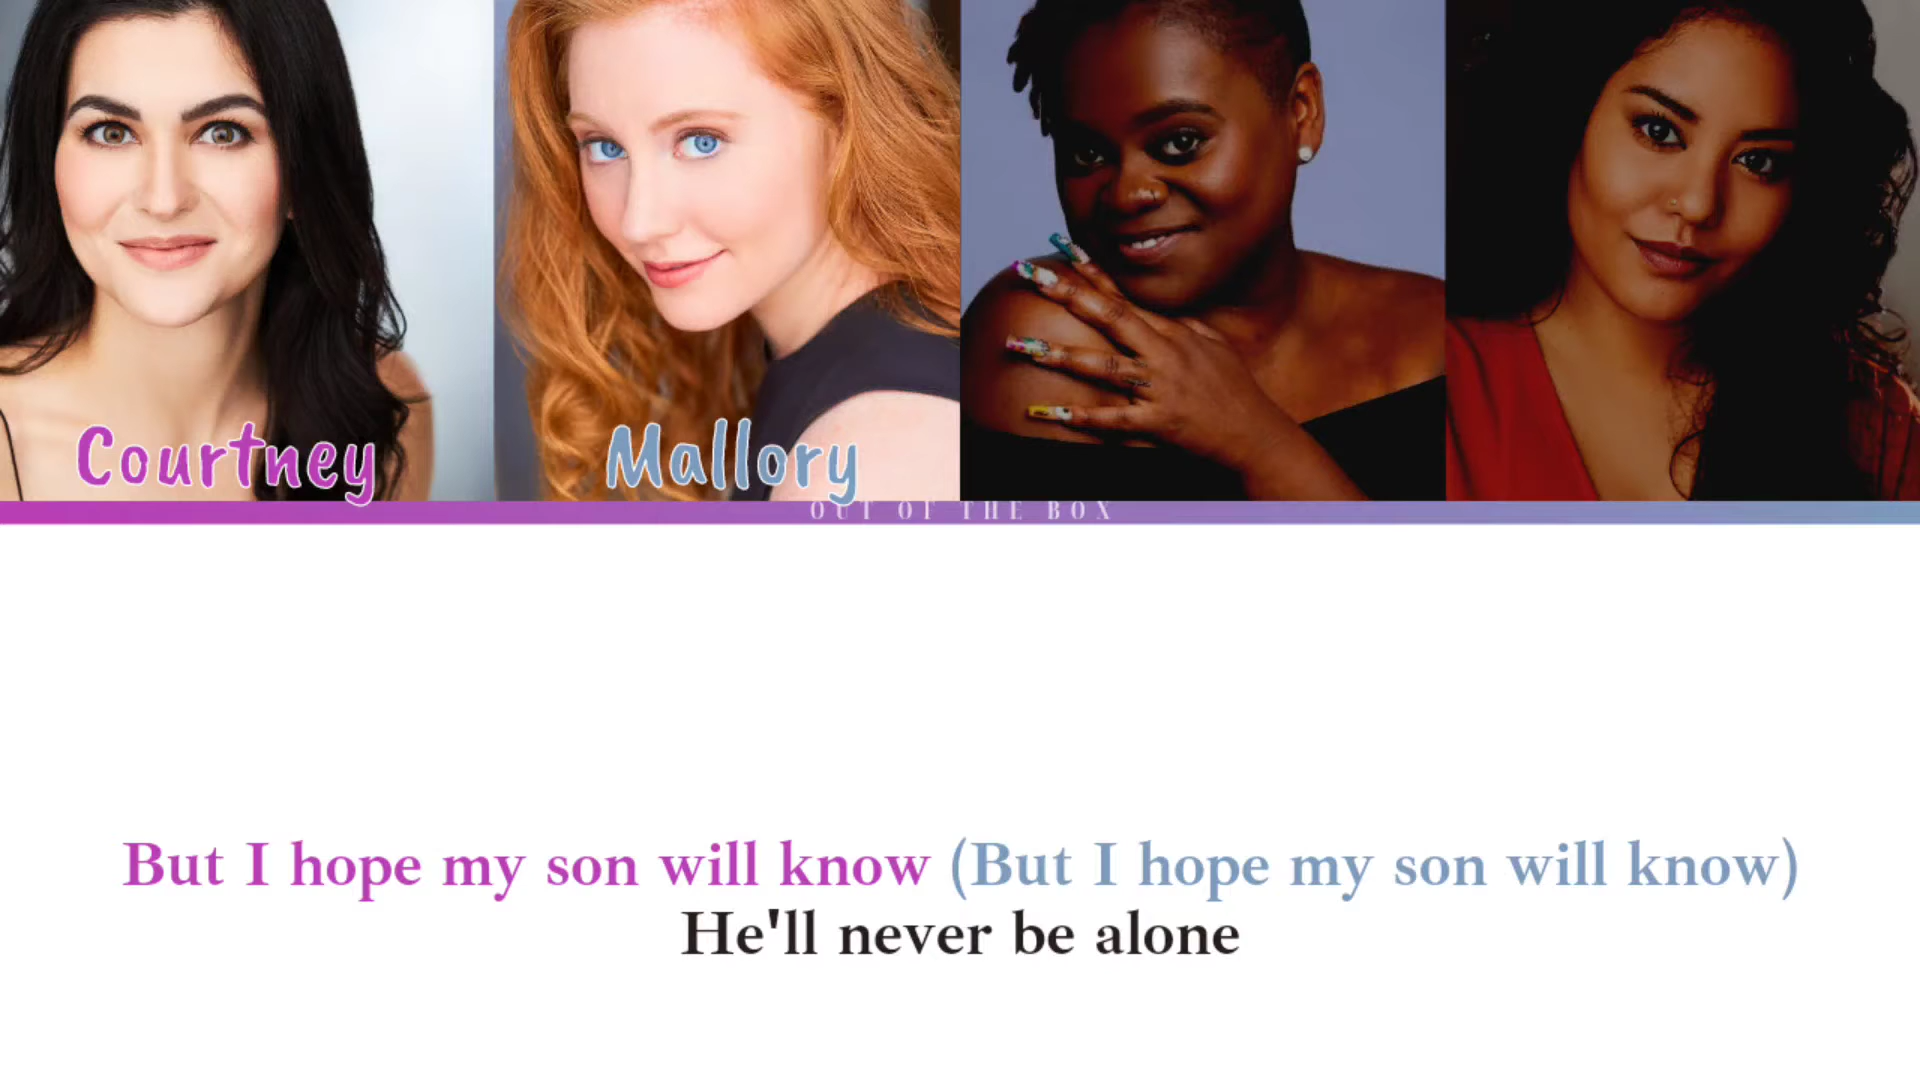 Courtney
Mallory
OUT OF THE BOX
But I hope my son will know (But I hope my son will know)
He'll never be alone